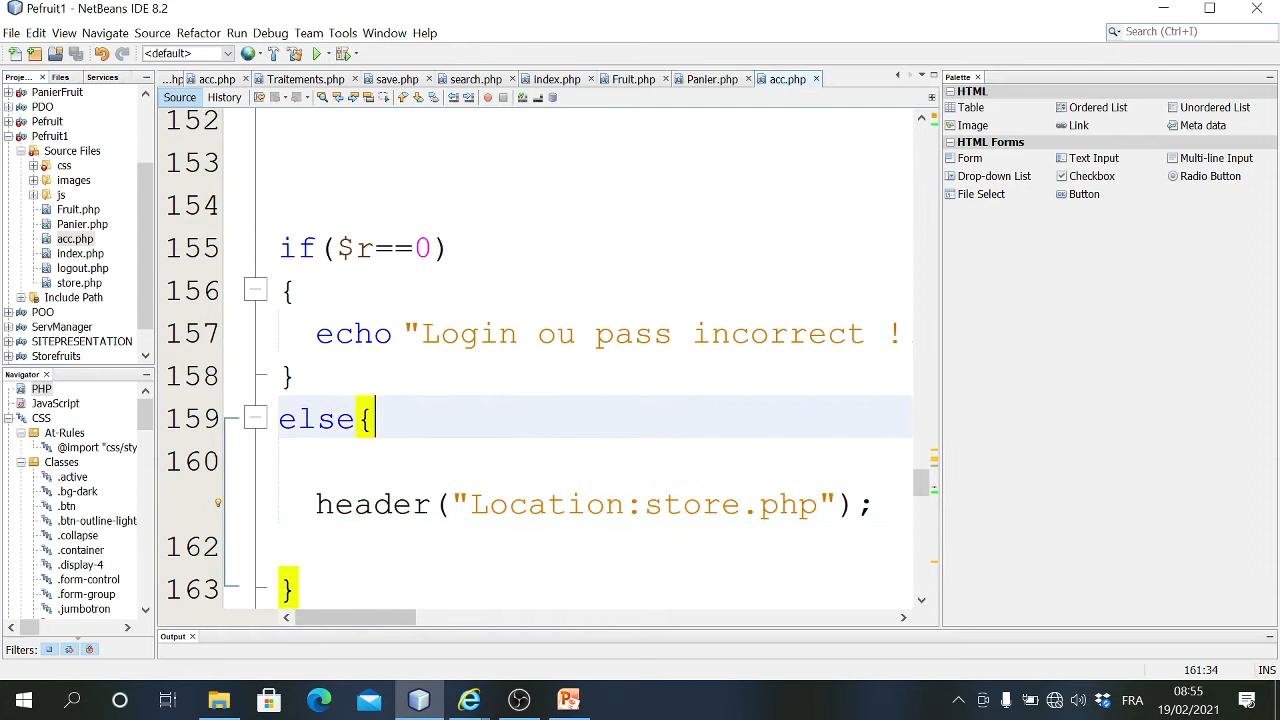 Pefruit1 - NetBeans IDE 8.2
File Edit View Navigate Source Refactor Run Debug Team Tools Window Help
Search (Ctrl+I)
<default>
Proje... Files Services
...hp acc.php Traitements.php save.php search.php Index.php Fruit.php Panier.php acc.php
Source History
PanierFruit
PDO
Pefruit
Pefruit1
Source Files
css
images
js
Fruit.php
Panier.php
acc.php
Index.php
logout.php
store.php
Include Path
POO
ServManager
SITEPRESENTATION
Storefruits
Navigator
PHP
JavaScript
CSS
At-Rules
@import "css/sty
Classes
.active
.bg-dark
.btn
.btn-outline-light
.collapse
.container
.display-4
.form-control
.form-group
.jumbotron
Filters:
152
153
154
155 if($r==0)
156 {
157 echo "Login ou pass incorrect !
158 }
159 else{
160
header("Location:store.php");
162
163 }
Palette
HTML
Table Ordered List Unordered List
Image Link Meta data
HTML Forms
Form Text Input Multi-line Input
Drop-down List Checkbox Radio Button
File Select Button
Output
161:34 INS
FRA
08:55
19/02/2021